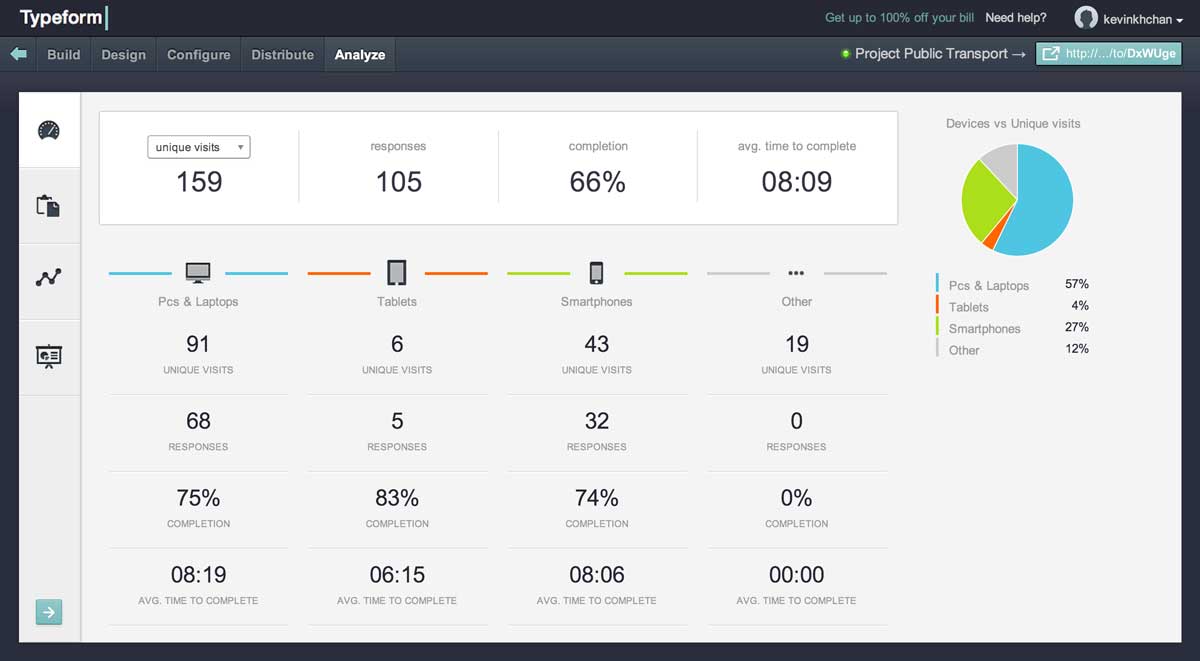 Typeform
Get up to 100% off your bill Need help? kevinkhchan
Build Design Configure Distribute Analyze
Project Public Transport → http://.../to/DxWUge
unique visits
159
responses
105
completion
66%
avg. time to complete
08:09
Pcs & Laptops
91
UNIQUE VISITS
68
RESPONSES
75%
COMPLETION
08:19
AVG. TIME TO COMPLETE
Tablets
6
UNIQUE VISITS
5
RESPONSES
83%
COMPLETION
06:15
AVG. TIME TO COMPLETE
Smartphones
43
UNIQUE VISITS
32
RESPONSES
74%
COMPLETION
08:06
AVG. TIME TO COMPLETE
Other
19
UNIQUE VISITS
0
RESPONSES
0%
COMPLETION
00:00
AVG. TIME TO COMPLETE
Devices vs Unique visits
Pcs & Laptops 57%
Tablets 4%
Smartphones 27%
Other 12%